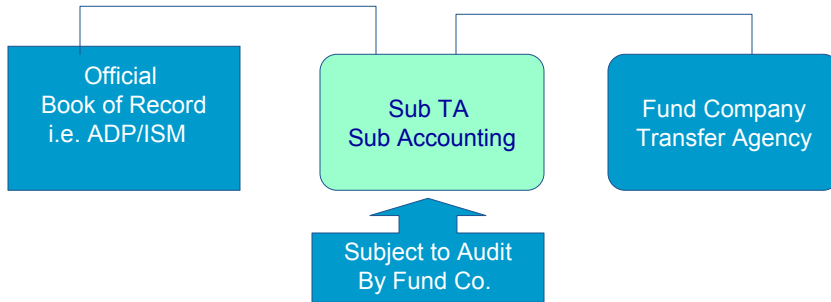 Official
Book of Record
i.e. ADP/ISM
Sub TA
Sub Accounting
Fund Company
Transfer Agency
Subject to Audit
By Fund Co.